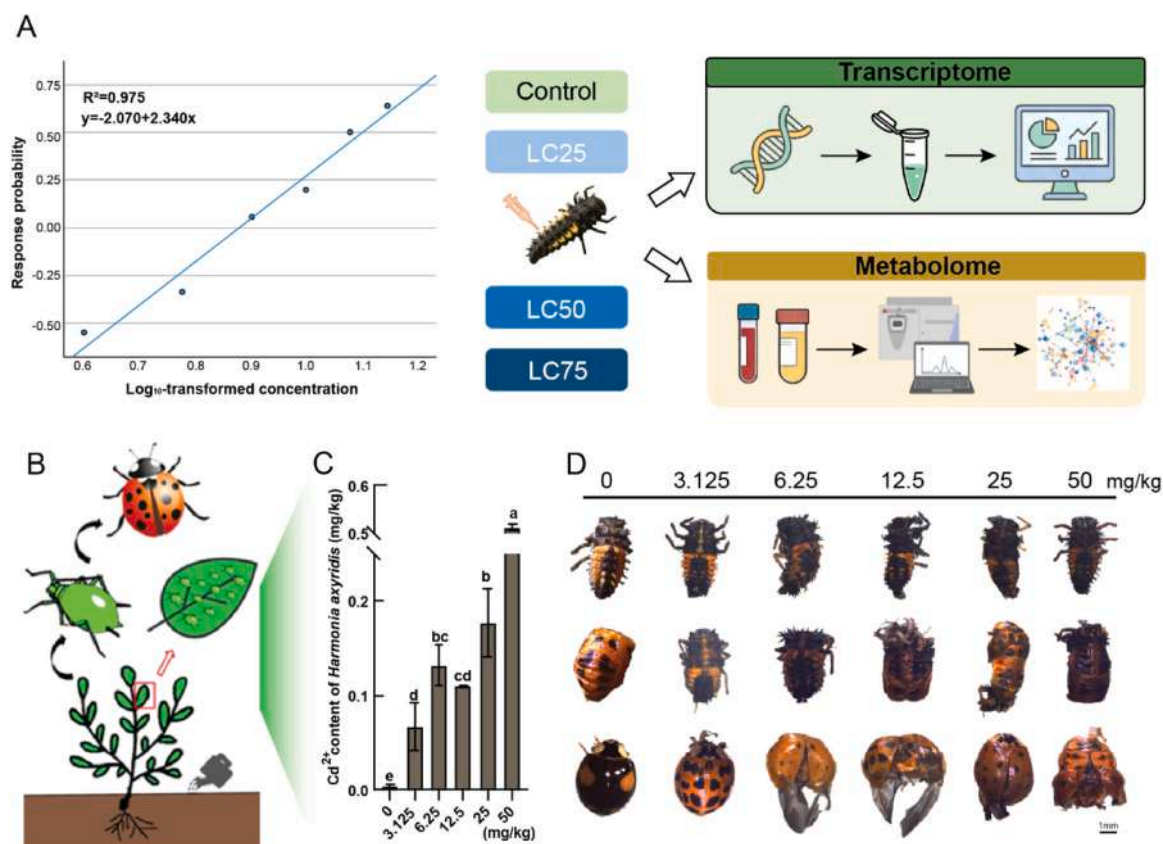 A
R²=0.975
y=-2.070+2.340x
0.75
0.50
0.25
0.00
-0.25
-0.50
Response probability
0.6 0.7 0.8 0.9 1.0 1.1 1.2
Log₁₀-transformed concentration
Control
LC25
LC50
LC75
Transcriptome
Metabolome
B
C
Cd²⁺ content of Harmonia axyridis (mg/kg)
0.6
0.5
0.2
0.1
0.0
e
d
bc
cd
b
a
0 3.125 6.25 12.5 25 50
(mg/kg)
D
0 3.125 6.25 12.5 25 50 mg/kg
1mm